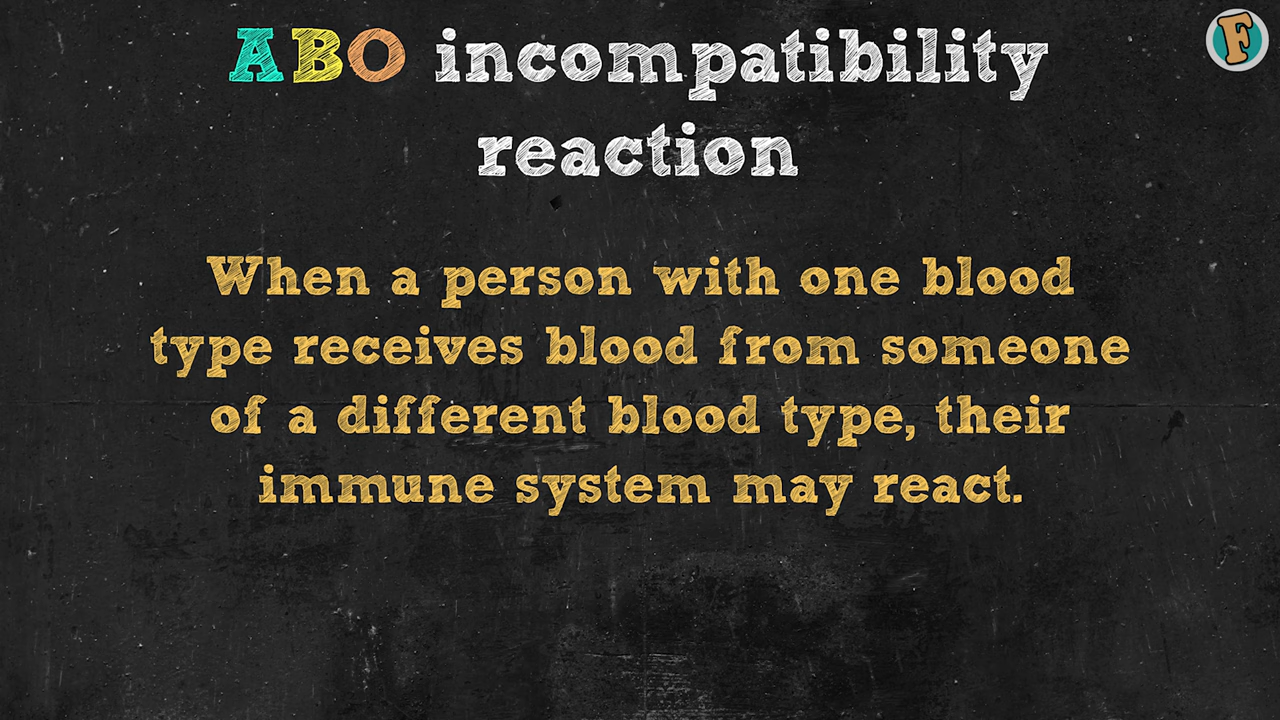 ABO incompatibility
reaction
F
When a person with one blood
type receives blood from someone
of a different blood type, their
immune system may react.